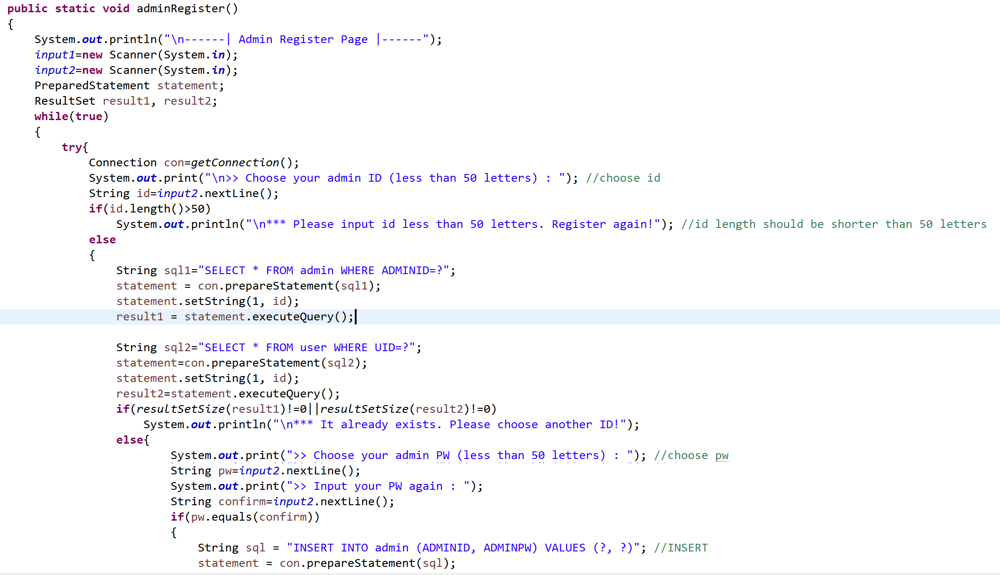 public static void adminRegister()
{
    System.out.println("\n------| Admin Register Page |------");
    input1=new Scanner(System.in);
    input2=new Scanner(System.in);
    PreparedStatement statement;
    ResultSet result1, result2;
    while(true)
    {
        try{
            Connection con=getConnection();
            System.out.print("\n>> Choose your admin ID (less than 50 letters) : "); //choose id
            String id=input2.nextLine();
            if(id.length()>50)
                System.out.println("\n*** Please input id less than 50 letters. Register again!"); //id length should be shorter than 50 letters
            else
            {
                String sql1="SELECT * FROM admin WHERE ADMINID=?";
                statement = con.prepareStatement(sql1);
                statement.setString(1, id);
                result1 = statement.executeQuery();

                String sql2="SELECT * FROM user WHERE UID=?";
                statement=con.prepareStatement(sql2);
                statement.setString(1, id);
                result2=statement.executeQuery();
                if(resultSetSize(result1)!=0||resultSetSize(result2)!=0)
                    System.out.println("\n*** It already exists. Please choose another ID!");
                else{
                        System.out.print(">> Choose your admin PW (less than 50 letters) : "); //choose pw
                        String pw=input2.nextLine();
                        System.out.print(">> Input your PW again : ");
                        String confirm=input2.nextLine();
                        if(pw.equals(confirm))
                        {
                            String sql = "INSERT INTO admin (ADMINID, ADMINPW) VALUES (?, ?)"; //INSERT
                            statement = con.prepareStatement(sql);